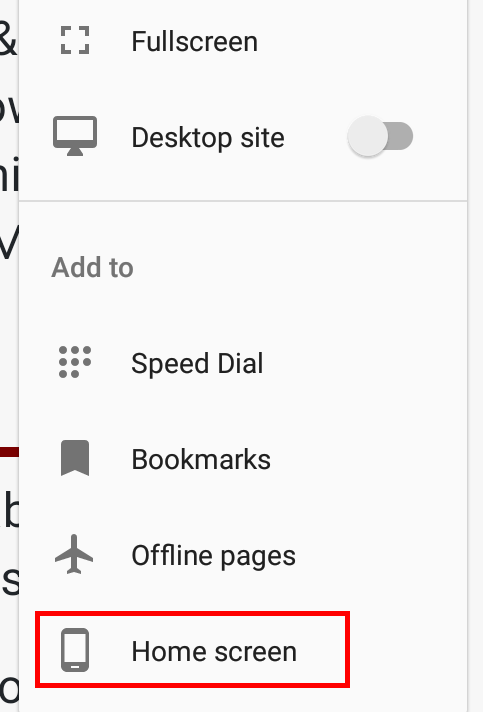 Fullscreen
Desktop site
Add to
Speed Dial
Bookmarks
Offline pages
Home screen